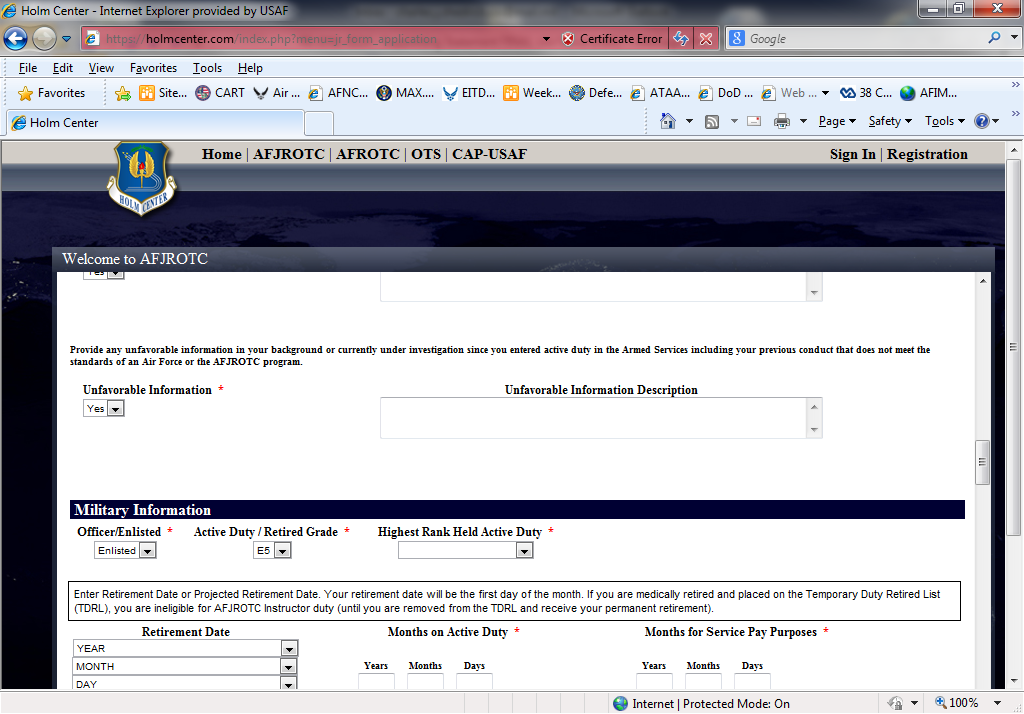 Holm Center - Internet Explorer provided by USAF
https://holmcenter.com/index.php?menu=jr_form_application
Certificate Error
Google
File Edit View Favorites Tools Help
Favorites Site... CART Air ... AFNC... MAX.... EITD... Week... Defe... ATAA... DoD ... Web ... 38 C... AFIM...
Holm Center
Page Safety Tools
Home | AFJROTC | AFROTC | OTS | CAP-USAF
Sign In | Registration
HOLM CENTER
Welcome to AFJROTC
Yes
Provide any unfavorable information in your background or currently under investigation since you entered active duty in the Armed Services including your previous conduct that does not meet the
standards of an Air Force or the AFJROTC program.
Unfavorable Information * Unfavorable Information Description
Yes
Military Information
Officer/Enlisted * Active Duty / Retired Grade * Highest Rank Held Active Duty *
Enlisted E5
Enter Retirement Date or Projected Retirement Date. Your retirement date will be the first day of the month. If you are medically retired and placed on the Temporary Duty Retired List
(TDRL), you are ineligible for AFJROTC Instructor duty (until you are removed from the TDRL and receive your permanent retirement).
Retirement Date Months on Active Duty * Months for Service Pay Purposes *
YEAR
Years Months Days Years Months Days
MONTH
DAY
Internet | Protected Mode: On
100%